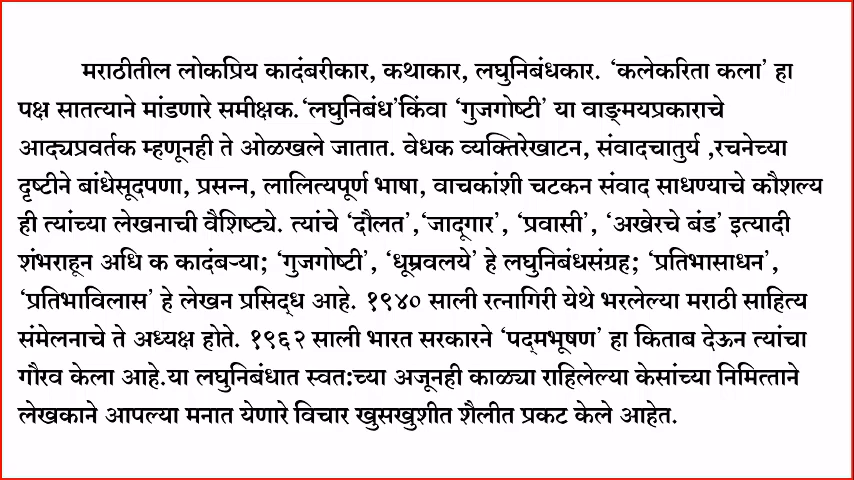 मराठीतील लोकप्रिय कादंबरीकार, कथाकार, लघुनिबंधकार. ‘कलेकरिता कला’ हा
पक्ष सातत्याने मांडणारे समीक्षक.‘लघुनिबंध’किंवा ‘गुजगोष्टी’ या वाङ्मयप्रकाराचे
आद्यप्रवर्तक म्हणूनही ते ओळखले जातात. वेधक व्यक्तिरेखाटन, संवादचातुर्य ,रचनेच्या
दृष्टीने बांधेसूदपणा, प्रसन्न, लालित्यपूर्ण भाषा, वाचकांशी चटकन संवाद साधण्याचे कौशल्य
ही त्यांच्या लेखनाची वैशिष्ट्ये. त्यांचे ‘दौलत’,‘जादूगार’, ‘प्रवासी’, ‘अखेरचे बंड’ इत्यादी
शंभराहून अधि क कादंबऱ्या; ‘गुजगोष्टी’, ‘धूम्रवलये’ हे लघुनिबंधसंग्रह; ‘प्रतिभासाधन’,
‘प्रतिभाविलास’ हे लेखन प्रसिद्ध आहे. १९४० साली रत्नागिरी येथे भरलेल्या मराठी साहित्य
संमेलनाचे ते अध्यक्ष होते. १९६२ साली भारत सरकारने ‘पद्मभूषण’ हा किताब देऊन त्यांचा
गौरव केला आहे.या लघुनिबंधात स्वत:च्या अजूनही काळ्या राहिलेल्या केसांच्या निमित्ताने
लेखकाने आपल्या मनात येणारे विचार खुसखुशीत शैलीत प्रकट केले आहेत.